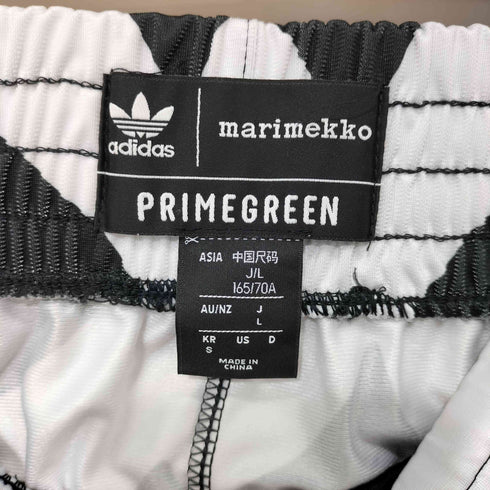 adidas
marimekko
PRIMEGREEN
ASIA 中国尺码
J/L
165/70A
AU/NZ J
L
KR US D
S
MADE IN
CHINA